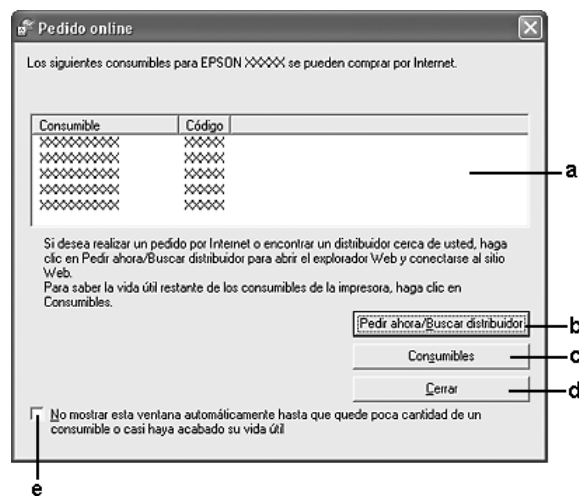 Pedido online
Los siguientes consumibles para EPSON XXXXX se pueden comprar por Internet.
Consumible Código
XXXXXXXXXX XXXXX
XXXXXXXXXX XXXXX
XXXXXXXXXX XXXXX
XXXXXXXXXX XXXXX
XXXXXXXXXX XXXXX
a
Si desea realizar un pedido por Internet o encontrar un distribuidor cerca de usted, haga
clic en Pedir ahora/Buscar distribuidor para abrir el explorador Web y conectarse al sitio
Web.
Para saber la vida útil restante de los consumibles de la impresora, haga clic en
Consumibles.
Pedir ahora/Buscar distribuidor
b
Consumibles
c
Cerrar
d
No mostrar esta ventana automáticamente hasta que quede poca cantidad de un
consumible o casi haya acabado su vida útil
e